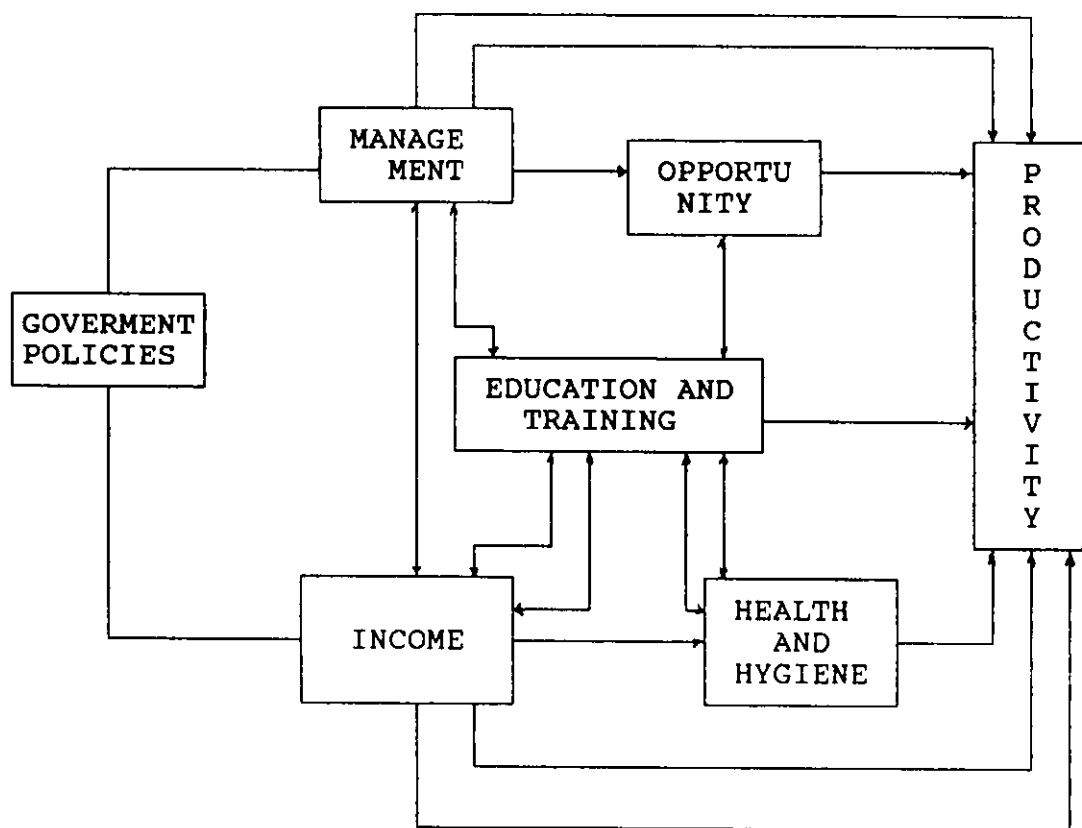 MANAGE
MENT
OPPORTU
NITY
P
R
O
D
U
C
T
I
V
I
T
Y
GOVERMENT
POLICIES
EDUCATION AND
TRAINING
INCOME
HEALTH
AND
HYGIENE